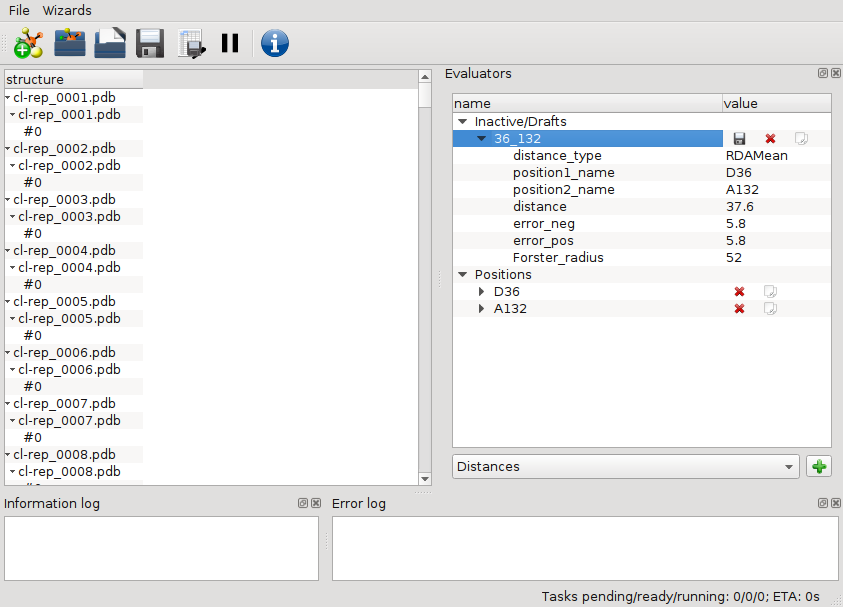 File Wizards
structure
cl-rep_0001.pdb
cl-rep_0001.pdb
#0
cl-rep_0002.pdb
cl-rep_0002.pdb
#0
cl-rep_0003.pdb
cl-rep_0003.pdb
#0
cl-rep_0004.pdb
cl-rep_0004.pdb
#0
cl-rep_0005.pdb
cl-rep_0005.pdb
#0
cl-rep_0006.pdb
cl-rep_0006.pdb
#0
cl-rep_0007.pdb
cl-rep_0007.pdb
#0
cl-rep_0008.pdb
cl-rep_0008.pdb
Evaluators
name value
Inactive/Drafts
36_132
distance_type RDAMean
position1_name D36
position2_name A132
distance 37.6
error_neg 5.8
error_pos 5.8
Forster_radius 52
Positions
D36
A132
Distances
Information log
Error log
Tasks pending/ready/running: 0/0/0; ETA: 0s